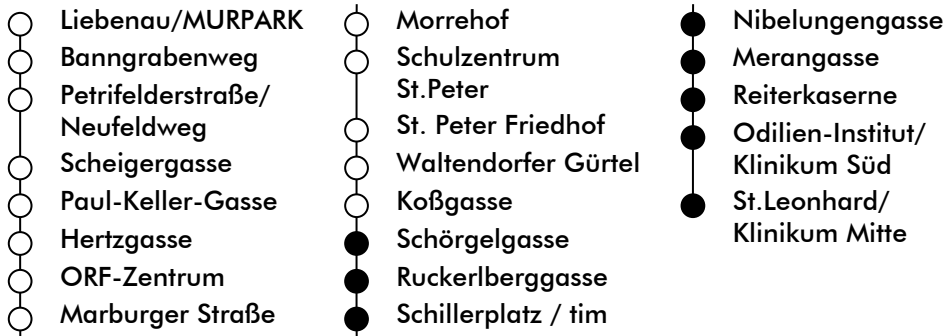 Liebenau/MURPARK
Banngrabenweg
Petrifelderstraße/
Neufeldweg
Scheigergasse
Paul-Keller-Gasse
Hertzgasse
ORF-Zentrum
Marburger Straße
Morrehof
Schulzentrum
St.Peter
St. Peter Friedhof
Waltendorfer Gürtel
Koßgasse
Schörgelgasse
Ruckerlberggasse
Schillerplatz / tim
Nibelungengasse
Merangasse
Reiterkaserne
Odilien-Institut/
Klinikum Süd
St.Leonhard/
Klinikum Mitte